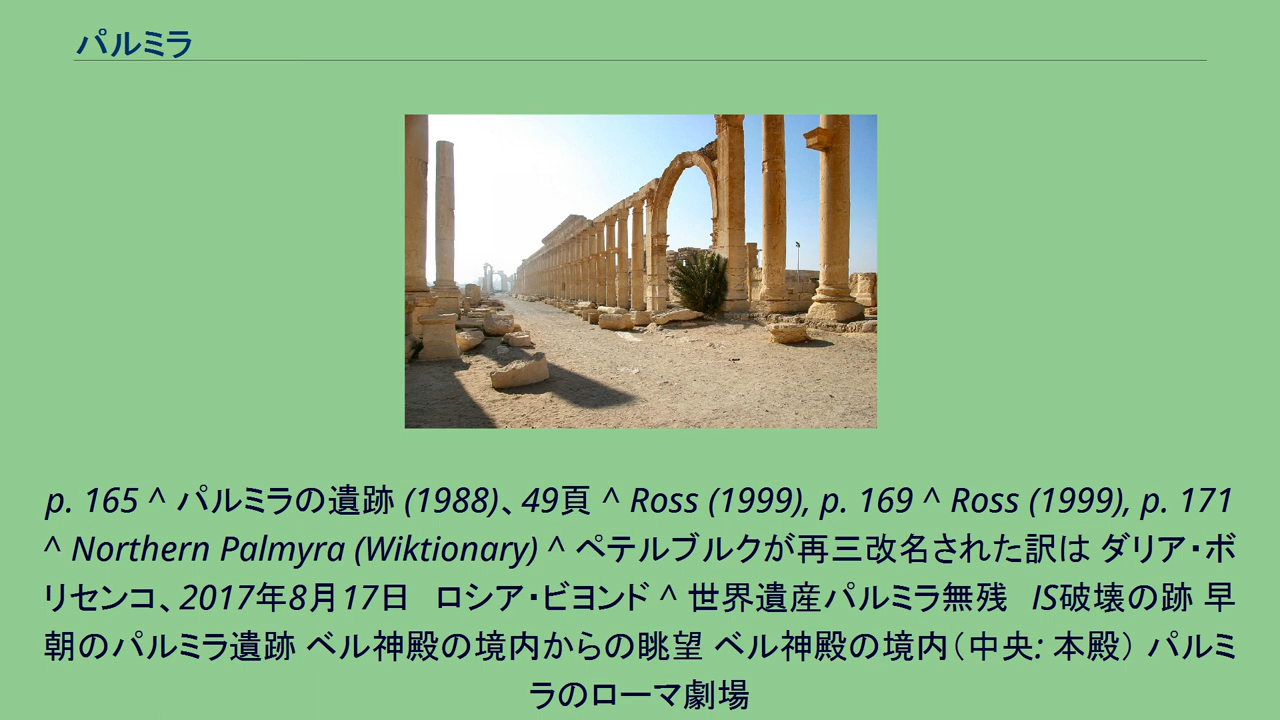 パルミラ
p. 165 ^ パルミラの遺跡 (1988)、49頁 ^ Ross (1999), p. 169 ^ Ross (1999), p. 171
^ Northern Palmyra (Wiktionary) ^ ペテルブルクが再三改名された訳は ダリア・ボ
リセンコ、2017年8月17日　ロシア・ビヨンド ^ 世界遺産パルミラ無残　IS破壊の跡 早
朝のパルミラ遺跡 ベル神殿の境内からの眺望 ベル神殿の境内（中央: 本殿） パルミ
ラのローマ劇場